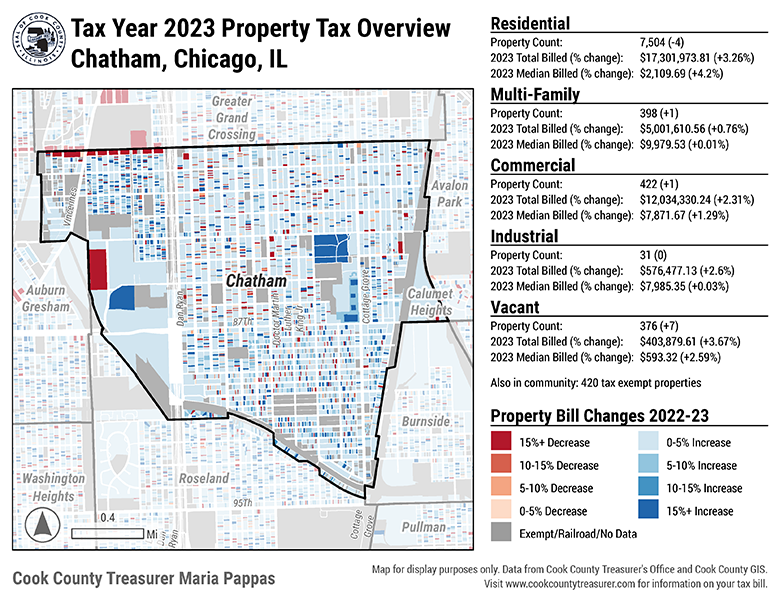 Tax Year 2023 Property Tax Overview
Chatham, Chicago, IL
Residential
Property Count: 7,504 (-4)
2023 Total Billed (% change): $17,301,973.81 (+3.26%)
2023 Median Billed (% change): $2,109.69 (+4.2%)
Multi-Family
Property Count: 398 (+1)
2023 Total Billed (% change): $5,001,610.56 (+0.76%)
2023 Median Billed (% change): $9,979.53 (+0.01%)
Commercial
Property Count: 422 (+1)
2023 Total Billed (% change): $12,034,330.24 (+2.31%)
2023 Median Billed (% change): $7,871.67 (+1.29%)
Industrial
Property Count: 31 (0)
2023 Total Billed (% change): $576,477.13 (+2.6%)
2023 Median Billed (% change): $7,985.35 (+0.03%)
Vacant
Property Count: 376 (+7)
2023 Total Billed (% change): $403,879.61 (+3.67%)
2023 Median Billed (% change): $593.32 (+2.59%)
Also in community: 420 tax exempt properties
Property Bill Changes 2022-23
15%+ Decrease
10-15% Decrease
5-10% Decrease
0-5% Decrease
Exempt/Railroad/No Data
0-5% Increase
5-10% Increase
10-15% Increase
15%+ Increase
Greater
Grand
Crossing
Avalon
Park
Vincennes
Chatham
Auburn
Gresham
Dan Ryan
87Th
Doctor Martin
Luther
King Jr
Cottage Grove
Calumet
Heights
Burnside
Washington
Heights
Roseland
95Th
Dan
Ryan
Cottage
Grove
Pullman
0.4
Mi
Cook County Treasurer Maria Pappas
Map for display purposes only. Data from Cook County Treasurer's Office and Cook County GIS.
Visit www.cookcountytreasurer.com for information on your tax bill.